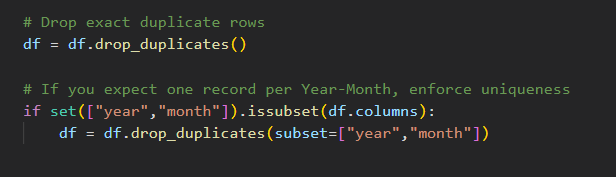 # Drop exact duplicate rows
df = df.drop_duplicates()
# If you expect one record per Year-Month, enforce uniqueness
if set(["year","month"]).issubset(df.columns):
    df = df.drop_duplicates(subset=["year","month"])